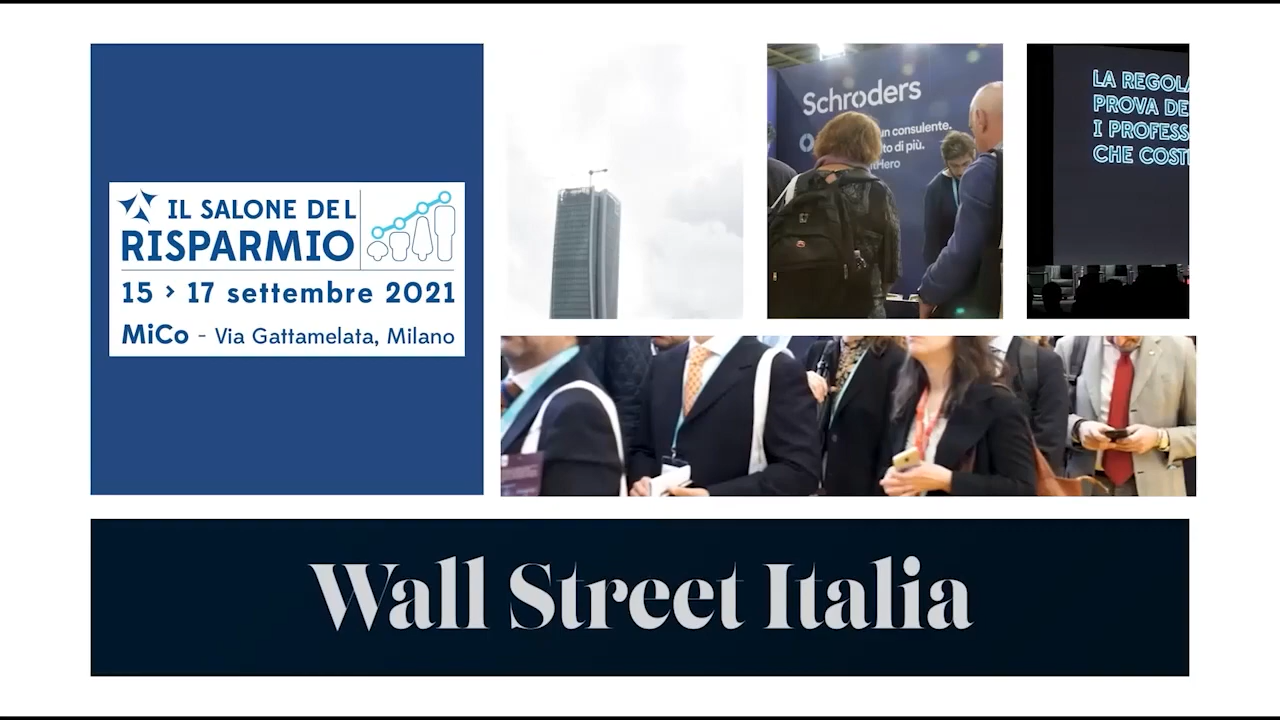 IL SALONE DEL
RISPARMIO
15 > 17 settembre 2021
MiCo - Via Gattamelata, Milano
Schroders
un consulente.
to di più.
tHero
LA REGOLA
PROVA DE
I PROFESS
CHE COST
Wall Street Italia